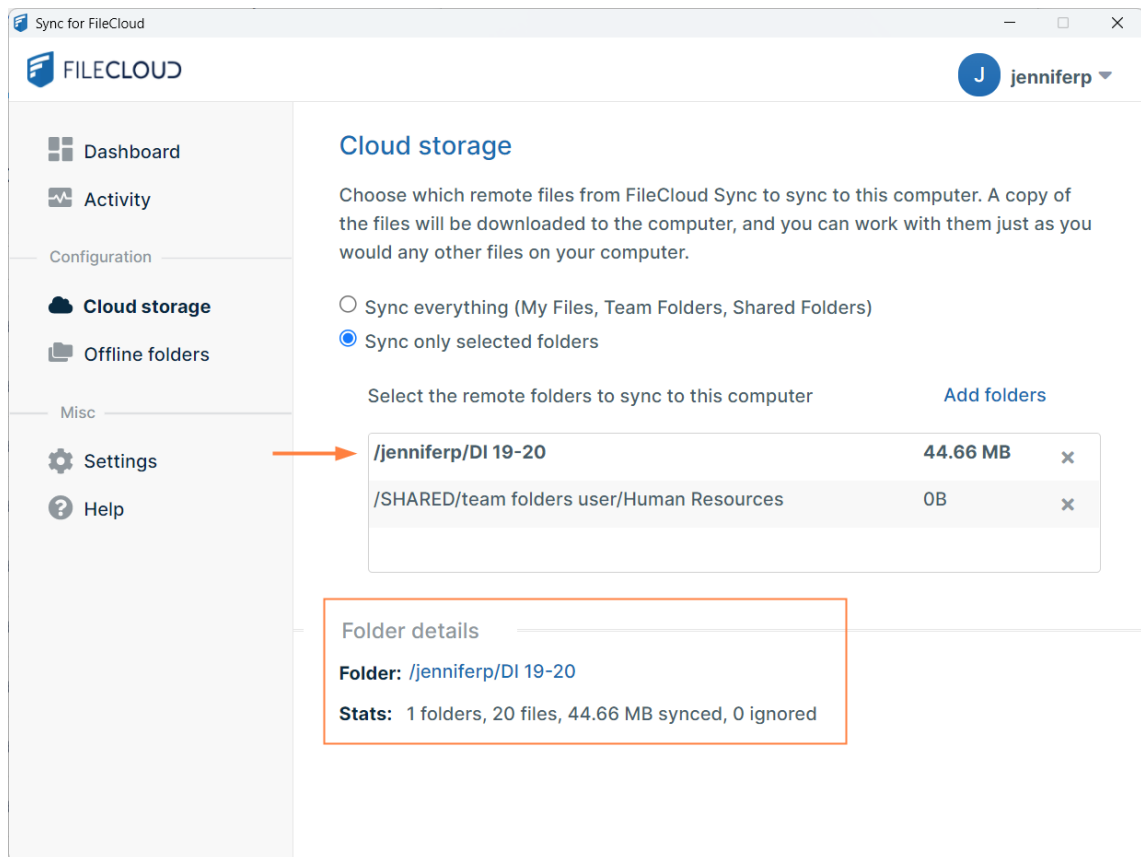 Sync for FileCloud
FILECLOUD
J jenniferp
Dashboard
Activity
Configuration
Cloud storage
Offline folders
Misc
Settings
Help
Cloud storage
Choose which remote files from FileCloud Sync to sync to this computer. A copy of
the files will be downloaded to the computer, and you can work with them just as you
would any other files on your computer.
Sync everything (My Files, Team Folders, Shared Folders)
Sync only selected folders
Select the remote folders to sync to this computer Add folders
/jenniferp/DI 19-20 44.66 MB
/SHARED/team folders user/Human Resources 0B
Folder details
Folder: /jenniferp/DI 19-20
Stats: 1 folders, 20 files, 44.66 MB synced, 0 ignored